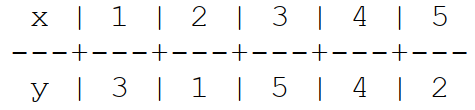 x | 1 | 2 | 3 | 4 | 5
---+---+---+---+---+---
y | 3 | 1 | 5 | 4 | 2